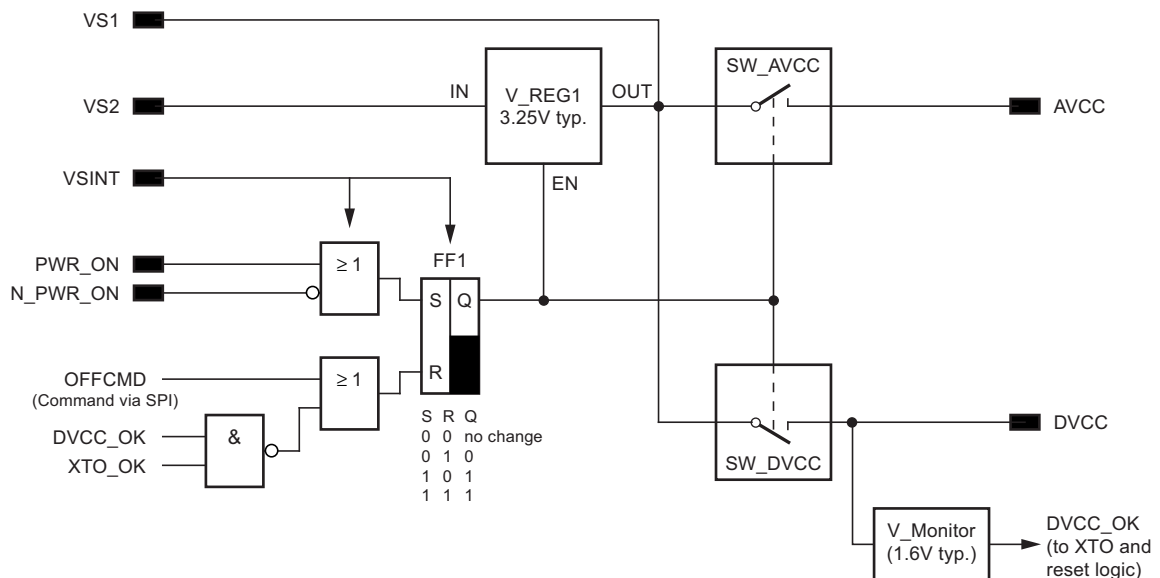 VS1
SW_AVCC
VS2
IN
V_REG1
3.25V typ.
OUT
AVCC
VSINT
EN
PWR_ON
N_PWR_ON
≥ 1
FF1
S Q
R
OFFCMD
(Command via SPI)
≥ 1
DVCC_OK
XTO_OK
&
S R Q
0 0 no change
0 1 0
1 0 1
1 1 1
SW_DVCC
DVCC
V_Monitor
(1.6V typ.)
DVCC_OK
(to XTO and
reset logic)